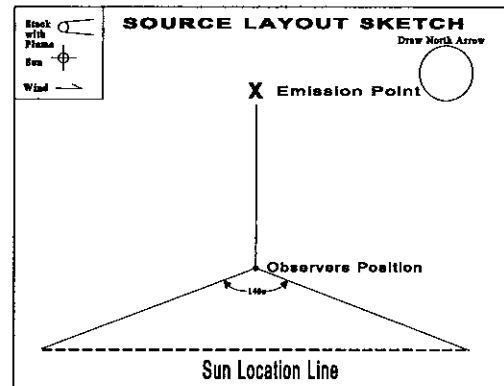 SOURCE LAYOUT SKETCH
Stack
with
Plume
Sun
Wind
Draw North Arrow
X Emission Point
Observers Position
140o
Sun Location Line